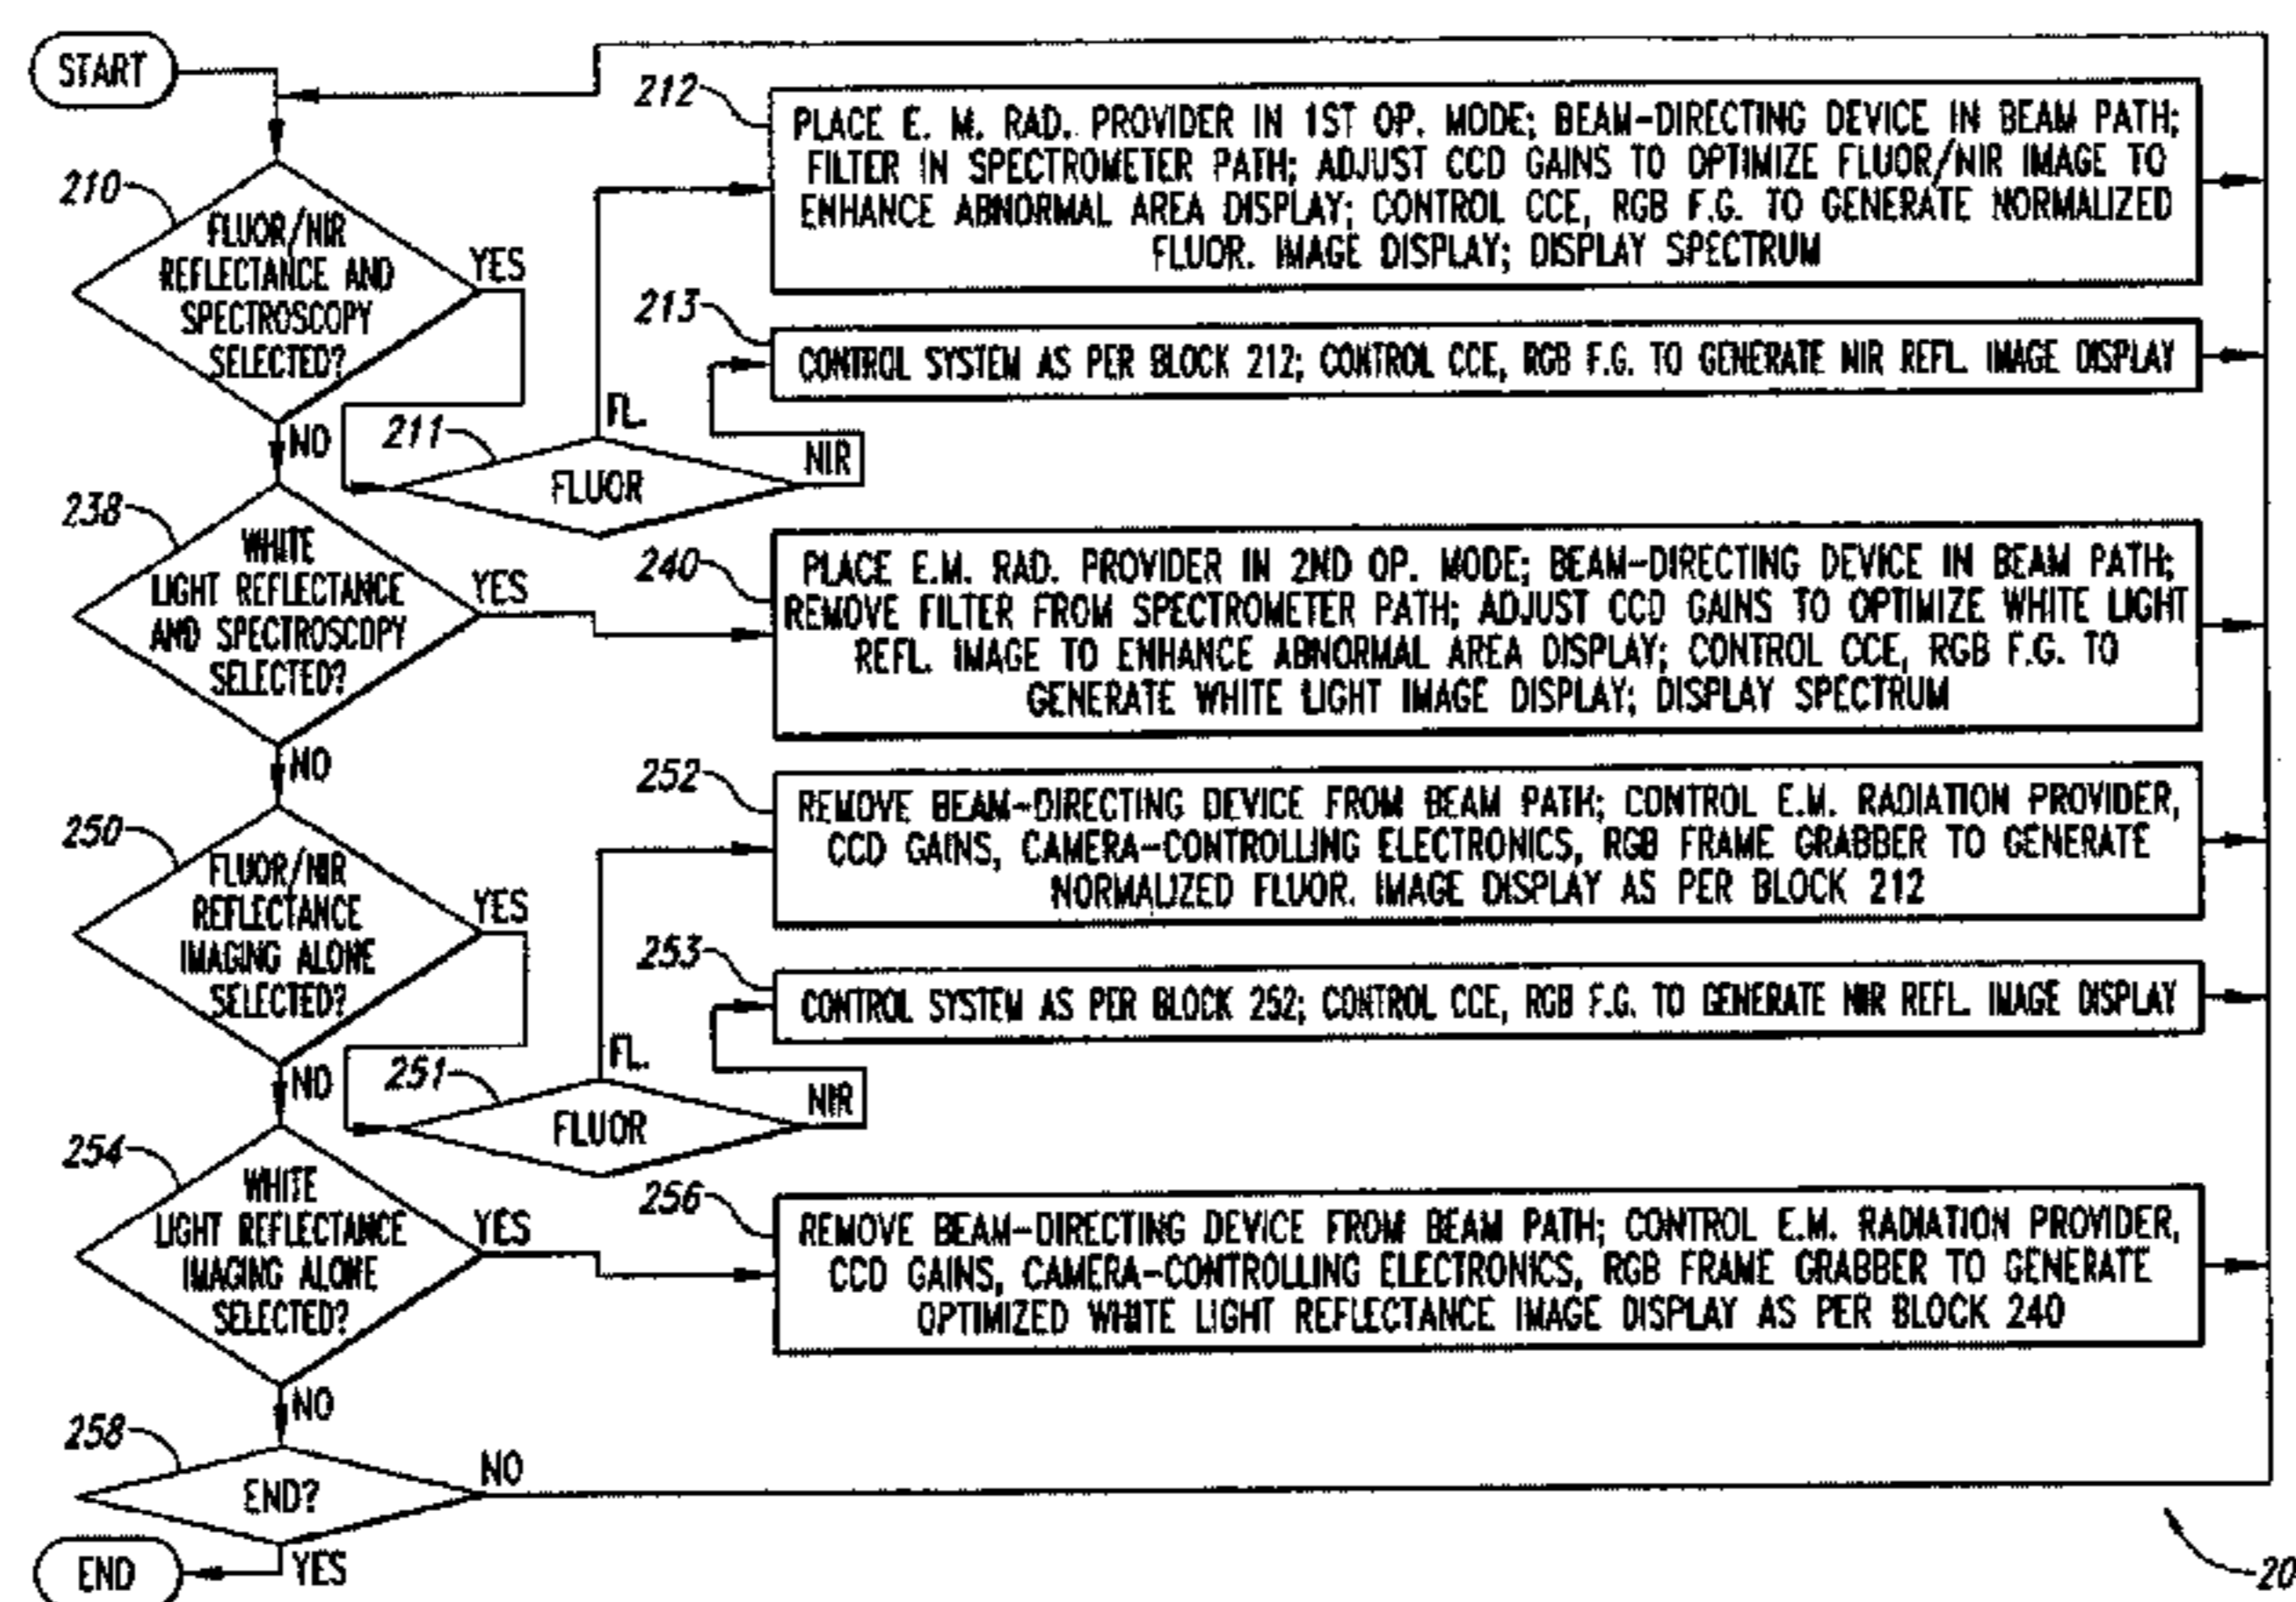 START
212
PLACE E. M. RAD. PROVIDER IN 1ST OP. MODE; BEAM-DIRECTING DEVICE IN BEAM PATH;
FILTER IN SPECTROMETER PATH; ADJUST CCD GAINS TO OPTIMIZE FLUOR/NIR IMAGE TO
ENHANCE ABNORMAL AREA DISPLAY; CONTROL CCE, RGB F.G. TO GENERATE NORMALIZED
FLUOR. IMAGE DISPLAY; DISPLAY SPECTRUM
210
FLUOR/NIR
REFLECTANCE AND
SPECTROSCOPY
SELECTED?
YES
NO
213
CONTROL SYSTEM AS PER BLOCK 212; CONTROL CCE, RGB F.G. TO GENERATE NIR REFL. IMAGE DISPLAY
211
FLUOR
FL.
NIR
238
WHITE
LIGHT REFLECTANCE
AND SPECTROSCOPY
SELECTED?
YES
NO
240
PLACE E.M. RAD. PROVIDER IN 2ND OP. MODE; BEAM-DIRECTING DEVICE IN BEAM PATH;
REMOVE FILTER FROM SPECTROMETER PATH; ADJUST CCD GAINS TO OPTIMIZE WHITE LIGHT
REFL. IMAGE TO ENHANCE ABNORMAL AREA DISPLAY; CONTROL CCE, RGB F.G. TO
GENERATE WHITE LIGHT IMAGE DISPLAY; DISPLAY SPECTRUM
250
FLUOR/NIR
REFLECTANCE
IMAGING ALONE
SELECTED?
YES
NO
252
REMOVE BEAM-DIRECTING DEVICE FROM BEAM PATH; CONTROL E.M. RADIATION PROVIDER,
CCD GAINS, CAMERA-CONTROLLING ELECTRONICS, RGB FRAME GRABBER TO GENERATE
NORMALIZED FLUOR. IMAGE DISPLAY AS PER BLOCK 212
253
CONTROL SYSTEM AS PER BLOCK 252; CONTROL CCE, RGB F.G. TO GENERATE NIR REFL. IMAGE DISPLAY
251
FLUOR
FL.
NIR
254
WHITE
LIGHT REFLECTANCE
IMAGING ALONE
SELECTED?
YES
NO
256
REMOVE BEAM-DIRECTING DEVICE FROM BEAM PATH; CONTROL E.M. RADIATION PROVIDER,
CCD GAINS, CAMERA-CONTROLLING ELECTRONICS, RGB FRAME GRABBER TO GENERATE
OPTIMIZED WHITE LIGHT REFLECTANCE IMAGE DISPLAY AS PER BLOCK 240
258
END?
NO
YES
END